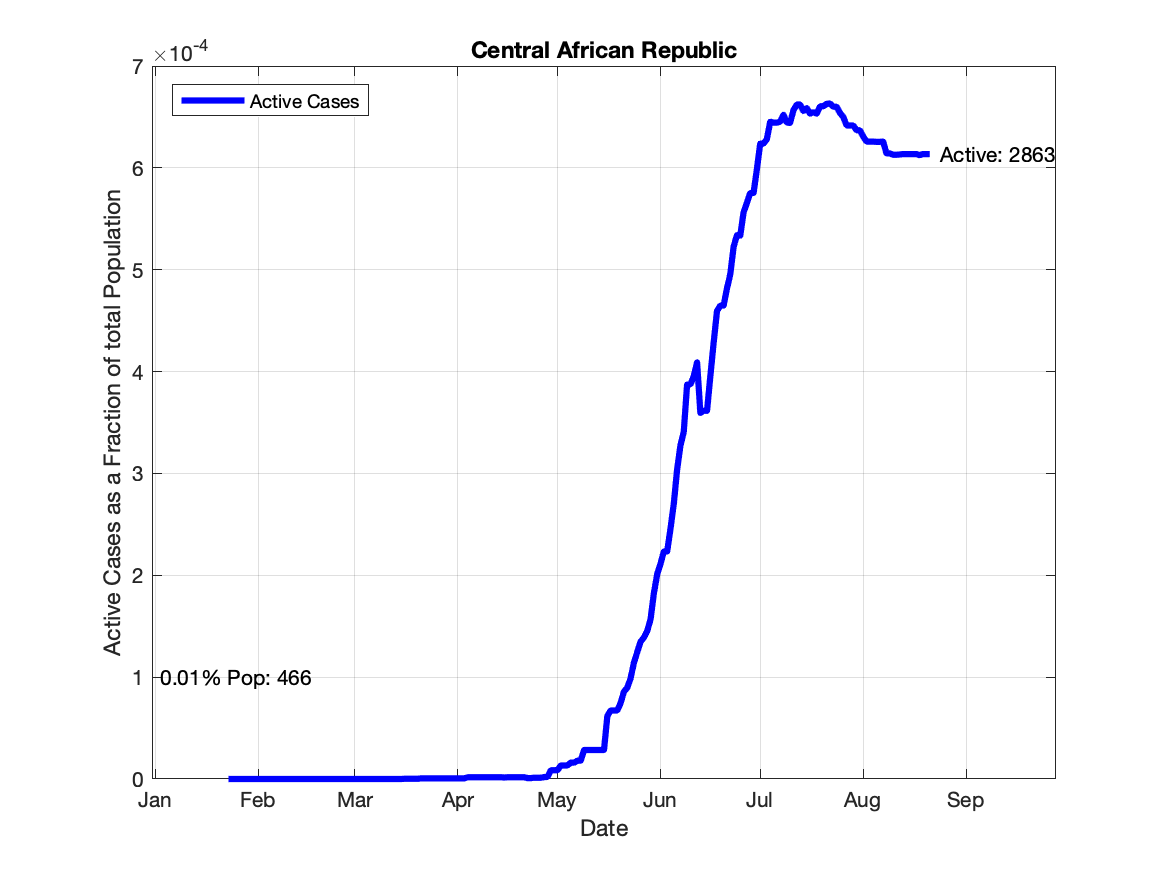 Central African Republic
×10-4
7
6
5
4
3
2
1
0
Active Cases as a Fraction of total Population
Active Cases
Active: 2863
0.01% Pop: 466
Jan Feb Mar Apr May Jun Jul Aug Sep
Date